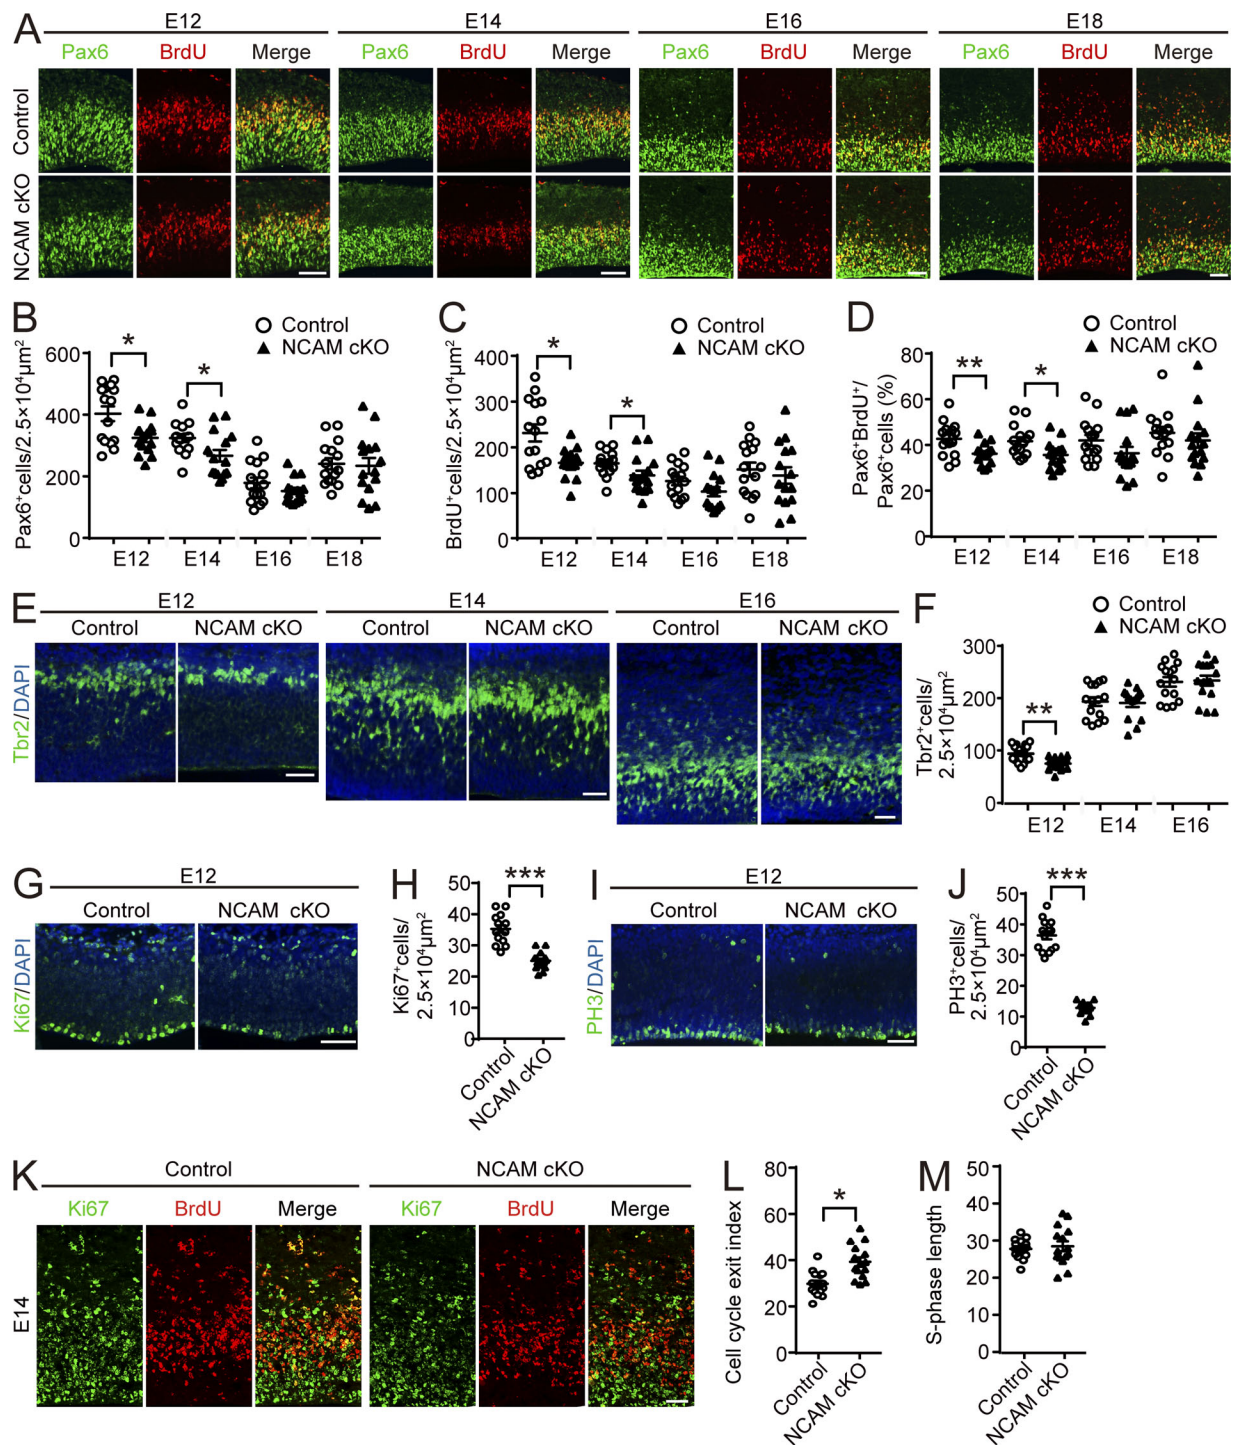 A
E12
E14
E16
E18
Pax6 BrdU Merge Pax6 BrdU Merge Pax6 BrdU Merge Pax6 BrdU Merge
Control
NCAM cKO
B
Control
NCAM cKO
Pax6⁺cells/2.5×10⁴µm²
600
400
200
0
*
*
E12 E14 E16 E18
C
Control
NCAM cKO
BrdU⁺cells/2.5×10⁴µm²
400
300
200
100
0
*
*
E12 E14 E16 E18
D
Control
NCAM cKO
Pax6⁺BrdU⁺/
Pax6⁺cells (%)
80
60
40
20
0
**
*
E12 E14 E16 E18
E
E12
E14
E16
Control NCAM cKO Control NCAM cKO Control NCAM cKO
Tbr2/DAPI
F
Control
NCAM cKO
Tbr2⁺cells/
2.5×10⁴µm²
300
200
100
0
**
E12 E14 E16
G
E12
Control NCAM cKO
Ki67/DAPI
H
Ki67⁺cells/
2.5×10⁴µm²
50
40
30
20
10
0
***
Control
NCAM cKO
I
E12
Control NCAM cKO
PH3/DAPI
J
PH3⁺cells/
2.5×10⁴µm²
50
40
30
20
10
0
***
Control
NCAM cKO
K
Control
NCAM cKO
Ki67 BrdU Merge Ki67 BrdU Merge
E14
L
Cell cycle exit index
80
60
40
20
0
*
Control
NCAM cKO
M
S-phase length
50
40
30
20
10
0
Control
NCAM cKO